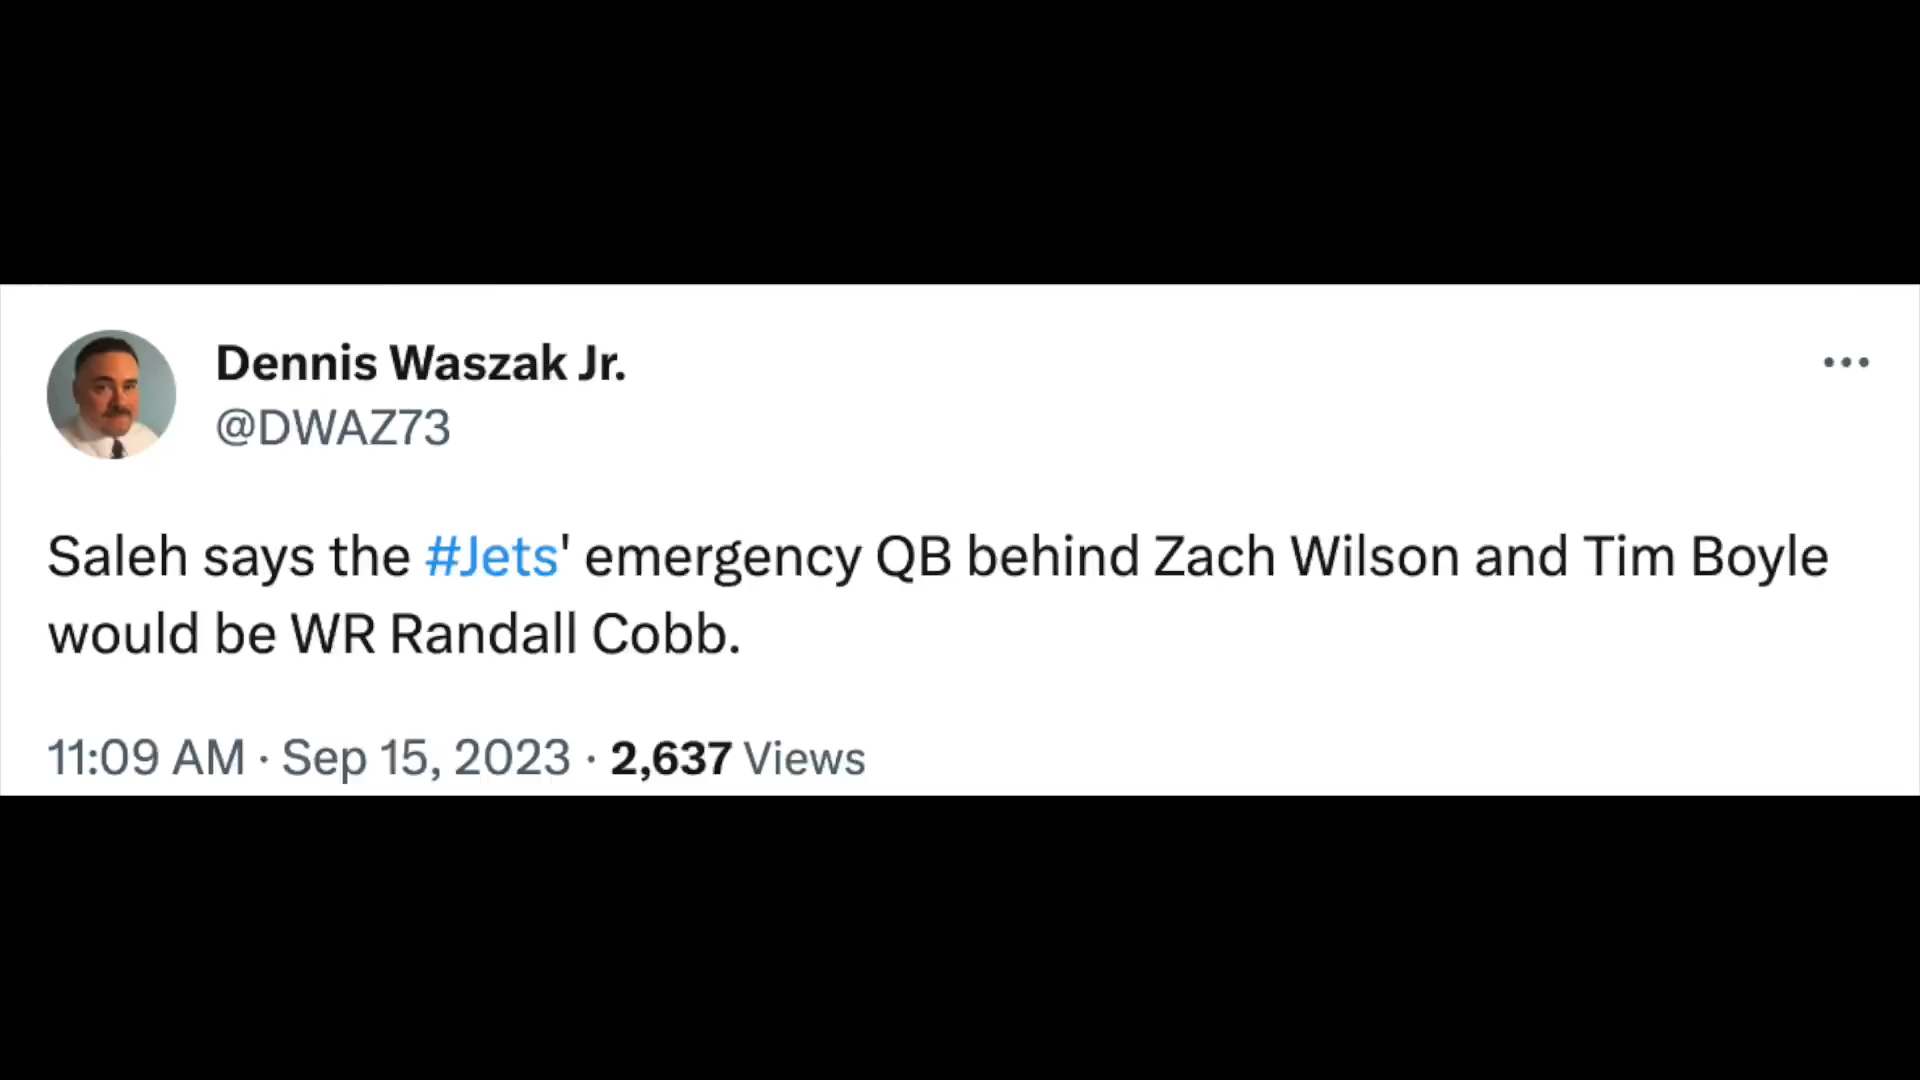 Dennis Waszak Jr.
@DWAZ73
Saleh says the #Jets' emergency QB behind Zach Wilson and Tim Boyle
would be WR Randall Cobb.
11:09 AM · Sep 15, 2023 · 2,637 Views